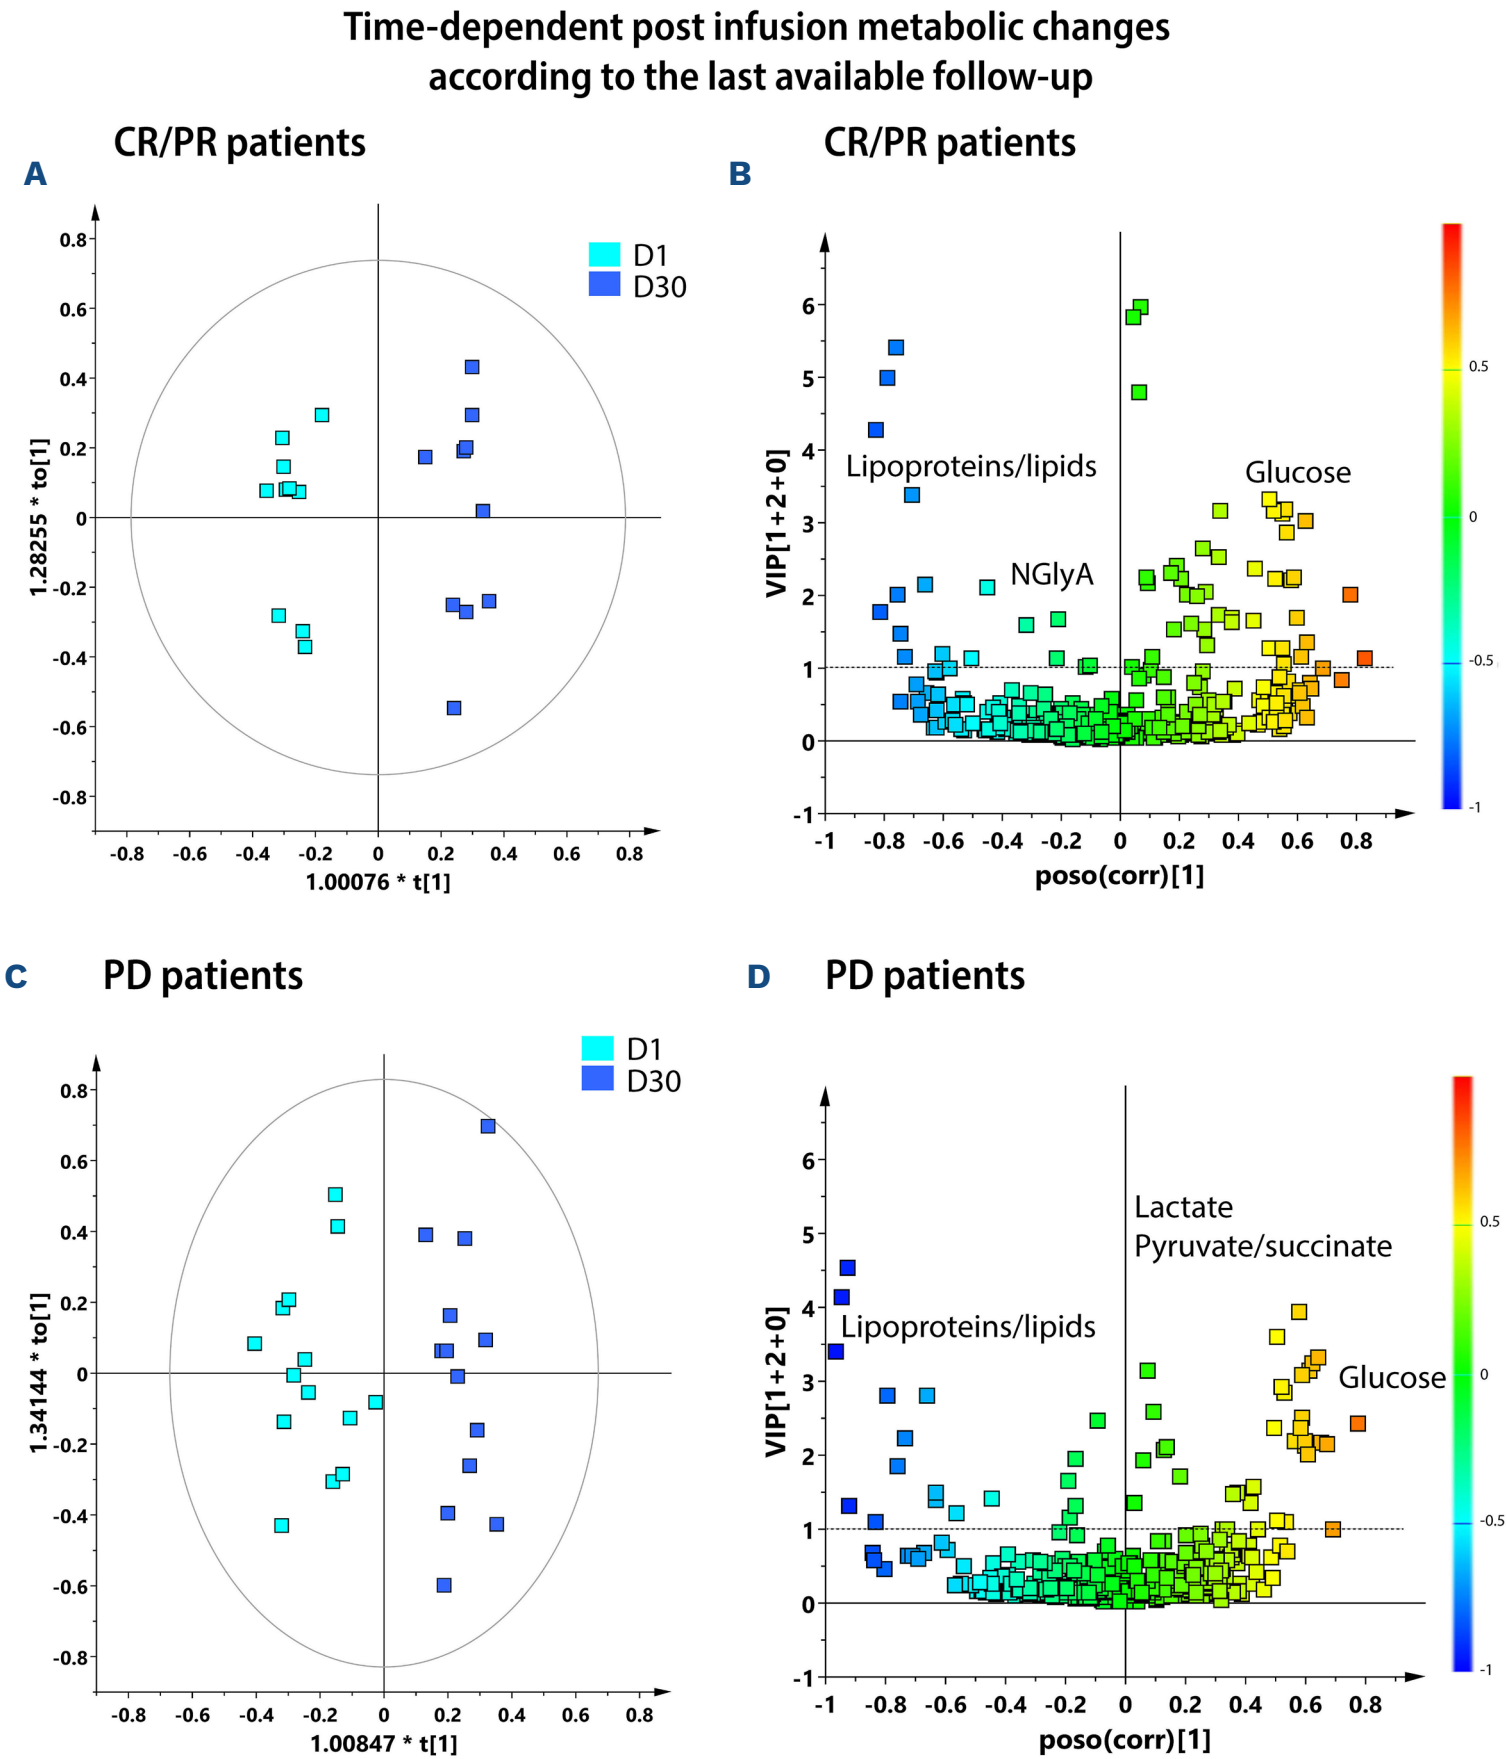 Time-dependent post infusion metabolic changes
according to the last available follow-up
CR/PR patients
A
D1
D30
0.8
0.6
0.4
0.2
0
-0.2
-0.4
-0.6
-0.8
1.28255 * to[1]
-0.8 -0.6 -0.4 -0.2 0 0.2 0.4 0.6 0.8
1.00076 * t[1]
CR/PR patients
B
6
5
4
3
2
1
0
-1
VIP[1+2+0]
Lipoproteins/lipids
Glucose
NGlyA
-1 -0.8 -0.6 -0.4 -0.2 0 0.2 0.4 0.6 0.8
poso(corr)[1]
0.5
0
-0.5
-1
C
PD patients
D1
D30
0.8
0.6
0.4
0.2
0
-0.2
-0.4
-0.6
-0.8
1.34144 * to[1]
-0.8 -0.6 -0.4 -0.2 0 0.2 0.4 0.6 0.8
1.00847 * t[1]
D
PD patients
6
5
4
3
2
1
0
-1
VIP[1+2+0]
Lactate
Pyruvate/succinate
Lipoproteins/lipids
Glucose
-1 -0.8 -0.6 -0.4 -0.2 0 0.2 0.4 0.6 0.8
poso(corr)[1]
0.5
0
-0.5
-1